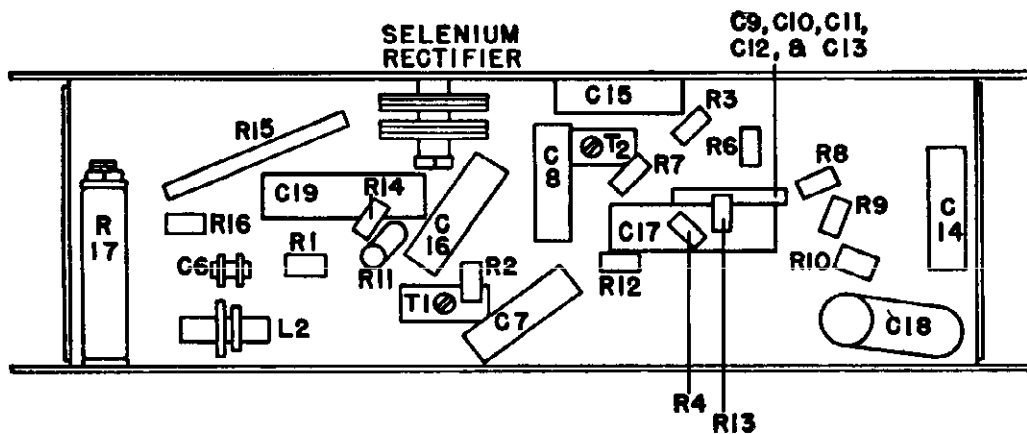 SELENIUM
RECTIFIER
C9, C10, C11,
C12, & C13
C15
R3
R15
T2
R6
C
8
R7
R8
C19
R14
C
16
R
17
R16
C17
R9
C
14
R1
R11
C6
R2
R12
R10
T1
C7
L2
C18
R4
R13